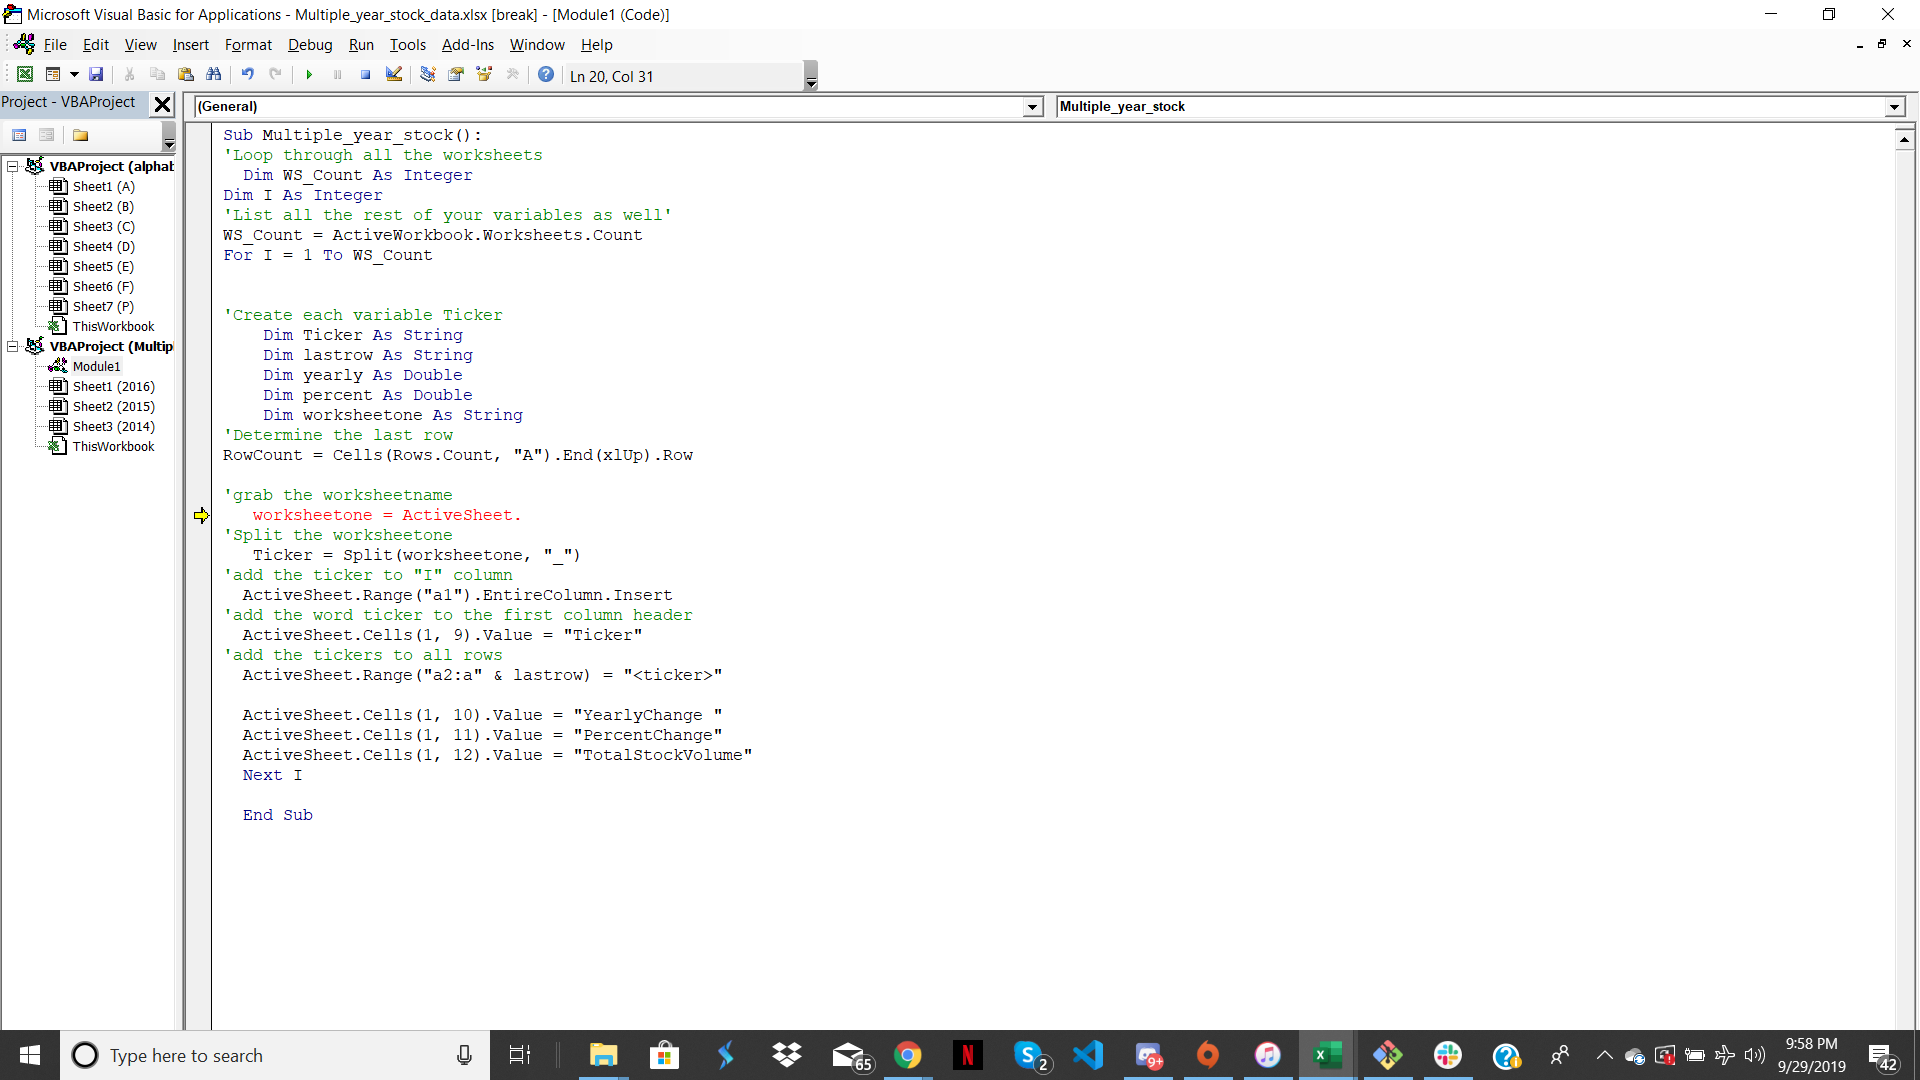 Microsoft Visual Basic for Applications - Multiple_year_stock_data.xlsx [break] - [Module1 (Code)]
File Edit View Insert Format Debug Run Tools Add-Ins Window Help
Ln 20, Col 31
Project - VBAProject
(General) Multiple_year_stock
VBAProject (alphab
Sheet1 (A)
Sheet2 (B)
Sheet3 (C)
Sheet4 (D)
Sheet5 (E)
Sheet6 (F)
Sheet7 (P)
ThisWorkbook
VBAProject (Multip
Module1
Sheet1 (2016)
Sheet2 (2015)
Sheet3 (2014)
ThisWorkbook
Sub Multiple_year_stock():
'Loop through all the worksheets
Dim WS_Count As Integer
Dim I As Integer
'List all the rest of your variables as well'
WS_Count = ActiveWorkbook.Worksheets.Count
For I = 1 To WS_Count
'Create each variable Ticker
Dim Ticker As String
Dim lastrow As String
Dim yearly As Double
Dim percent As Double
Dim worksheetone As String
'Determine the last row
RowCount = Cells(Rows.Count, "A").End(xlUp).Row
'grab the worksheetname
worksheetone = ActiveSheet.
'Split the worksheetone
Ticker = Split(worksheetone, "_")
'add the ticker to "I" column
ActiveSheet.Range("a1").EntireColumn.Insert
'add the word ticker to the first column header
ActiveSheet.Cells(1, 9).Value = "Ticker"
'add the tickers to all rows
ActiveSheet.Range("a2:a" & lastrow) = "<ticker>"
ActiveSheet.Cells(1, 10).Value = "YearlyChange "
ActiveSheet.Cells(1, 11).Value = "PercentChange"
ActiveSheet.Cells(1, 12).Value = "TotalStockVolume"
Next I
End Sub
Type here to search
65
N
2
9+
9:58 PM
9/29/2019
42